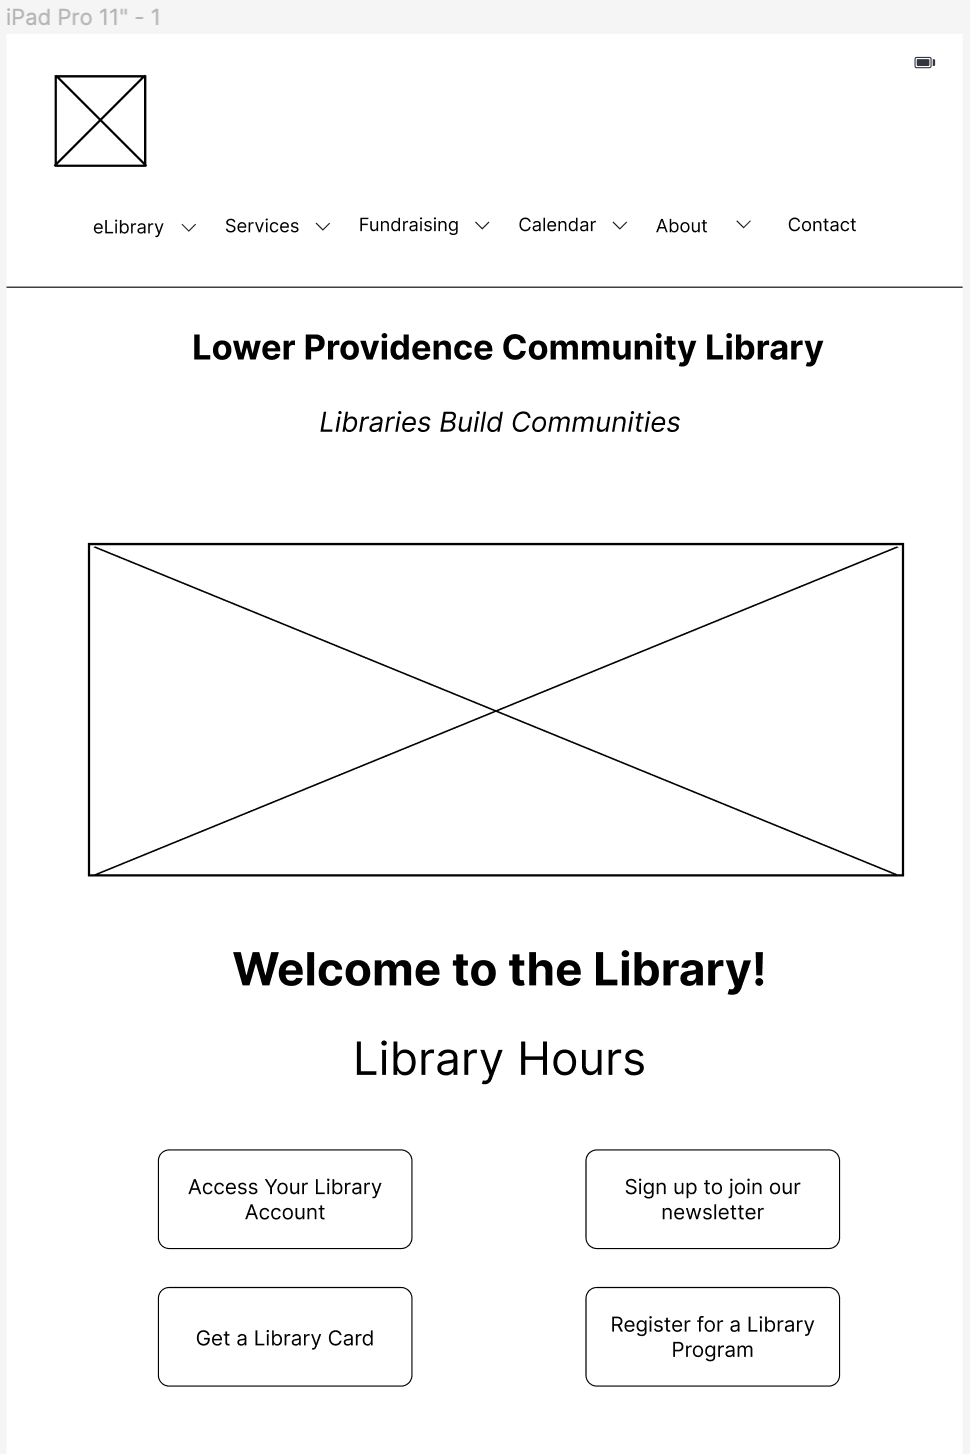 iPad Pro 11" - 1
eLibrary Services Fundraising Calendar About Contact
Lower Providence Community Library
Libraries Build Communities
Welcome to the Library!
Library Hours
Access Your Library
Account
Sign up to join our
newsletter
Get a Library Card
Register for a Library
Program